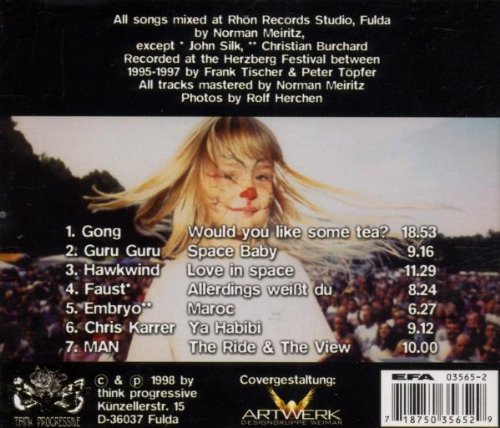 All songs mixed at Rhön Records Studio, Fulda
by Norman Meiritz,
except * John Silk, ** Christian Burchard
Recorded at the Herzberg Festival between
1995-1997 by Frank Tischer & Peter Töpfer
All tracks mastered by Norman Meiritz
Photos by Rolf Herchen
1. Gong Would you like some tea? 18.53
2. Guru Guru Space Baby 9.16
3. Hawkwind Love in space 11.29
4. Faust* Allerdings weißt du 8.24
5. Embryo** Maroc 6.27
6. Chris Karrer Ya Habibi 9.12
7. MAN The Ride & The View 10.00
THINK PROGRESSIVE
© & ℗ 1998 by
think progressive
Künzellerstr. 15
D-36037 Fulda
Covergestaltung:
ARTWERK
DESIGNGRUPPE WEIMAR
EFA 03565-2
7 18750 35652 9